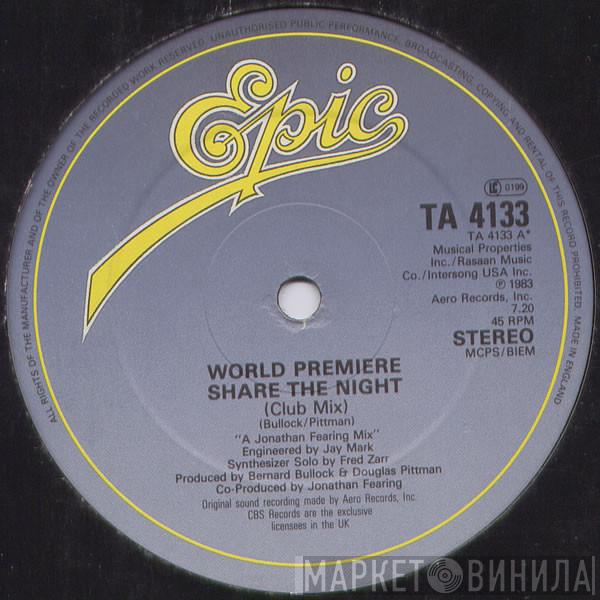 ALL RIGHTS OF THE MANUFACTURER AND OF THE OWNER OF THE RECORDED WORK RESERVED. UNAUTHORISED PUBLIC PERFORMANCE, BROADCASTING, COPYING AND RENTAL OF THIS RECORD PROHIBITED. MADE IN ENGLAND
Epic
LC 0199
TA 4133
TA 4133 A*
Musical Properties
Inc./Rasaan Music
Co./Intersong USA Inc.
℗ 1983
Aero Records, Inc.
7.20
45 RPM
STEREO
MCPS/BIEM
WORLD PREMIERE
SHARE THE NIGHT
(Club Mix)
(Bullock/Pittman)
"A Jonathan Fearing Mix"
Engineered by Jay Mark
Synthesizer Solo by Fred Zarr
Produced by Bernard Bullock & Douglas Pittman
Co-Produced by Jonathan Fearing
Original sound recording made by Aero Records, Inc.
CBS Records are the exclusive
licensees in the UK
МАРКЕТ ВИНИЛА